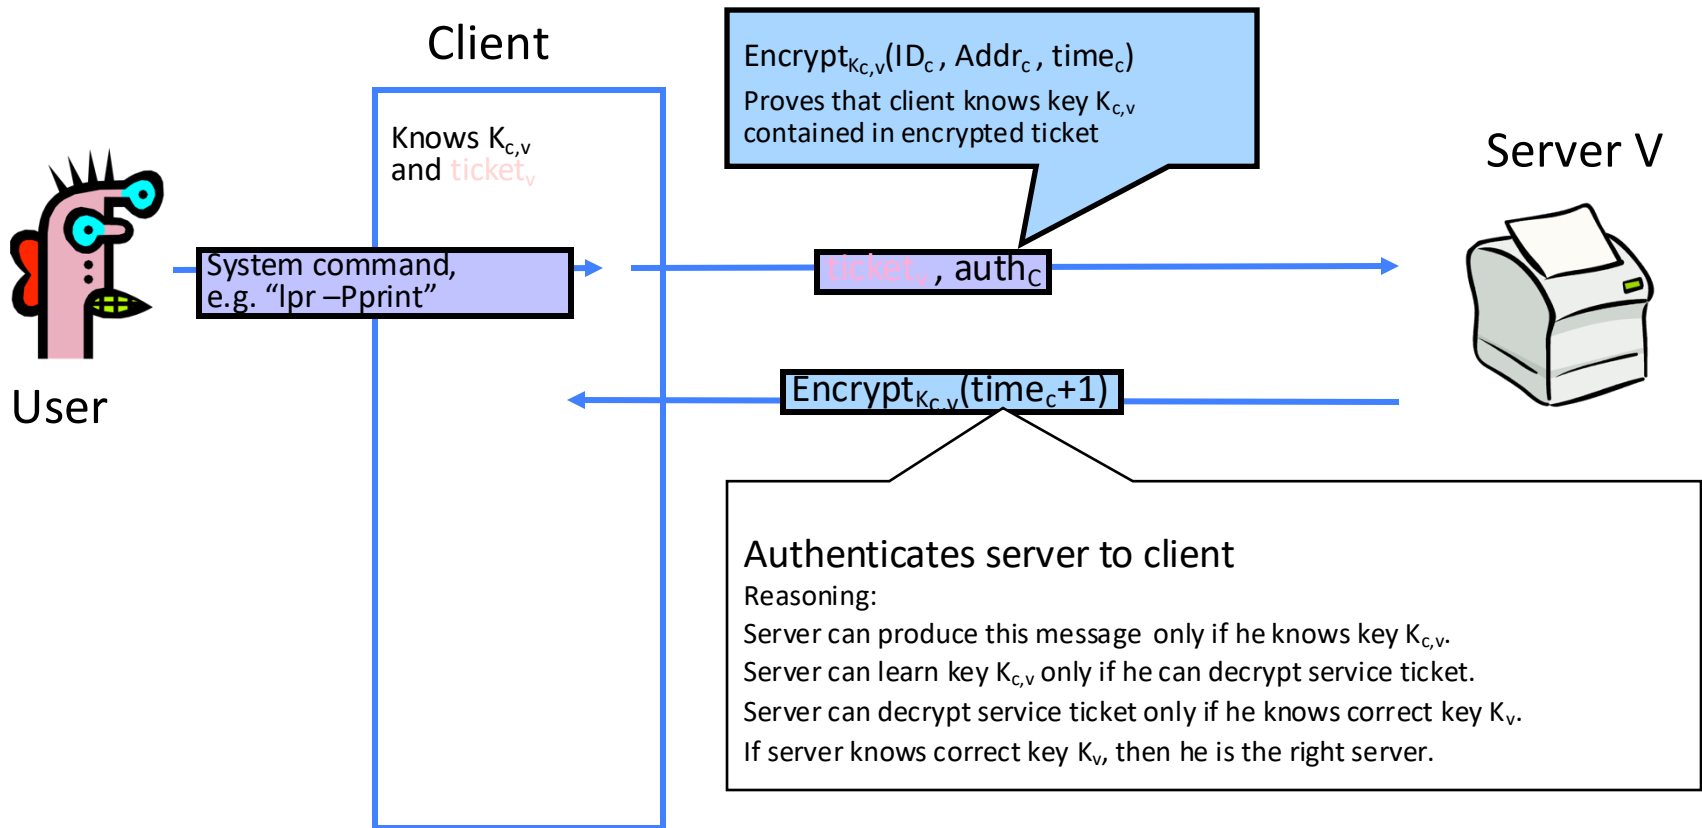 Client
Encrypt_Kc,v(ID_c , Addr_c , time_c)
Proves that client knows key K_c,v
contained in encrypted ticket
Knows K_c,v
and ticket_v
Server V
System command,
e.g. “lpr –Pprint”
ticket_v , auth_C
Encrypt_Kc,v(time_c+1)
User
Authenticates server to client
Reasoning:
Server can produce this message only if he knows key K_c,v.
Server can learn key K_c,v only if he can decrypt service ticket.
Server can decrypt service ticket only if he knows correct key K_v.
If server knows correct key K_v, then he is the right server.